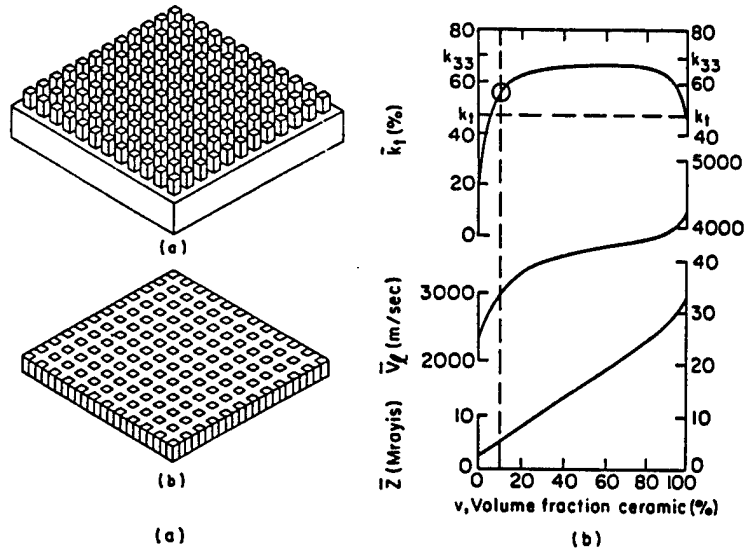 (a)
(b)
(a)
80
k33
60
kt
40
20
0
k̄t (%)
80
k33
60
kt
40
5000
4000
3000
2000
V̄ℓ (m/sec)
40
30
20
10
0
10
0
Z̄ (Mrayls)
0 20 40 60 80 100
v, Volume fraction ceramic (%)
(b)